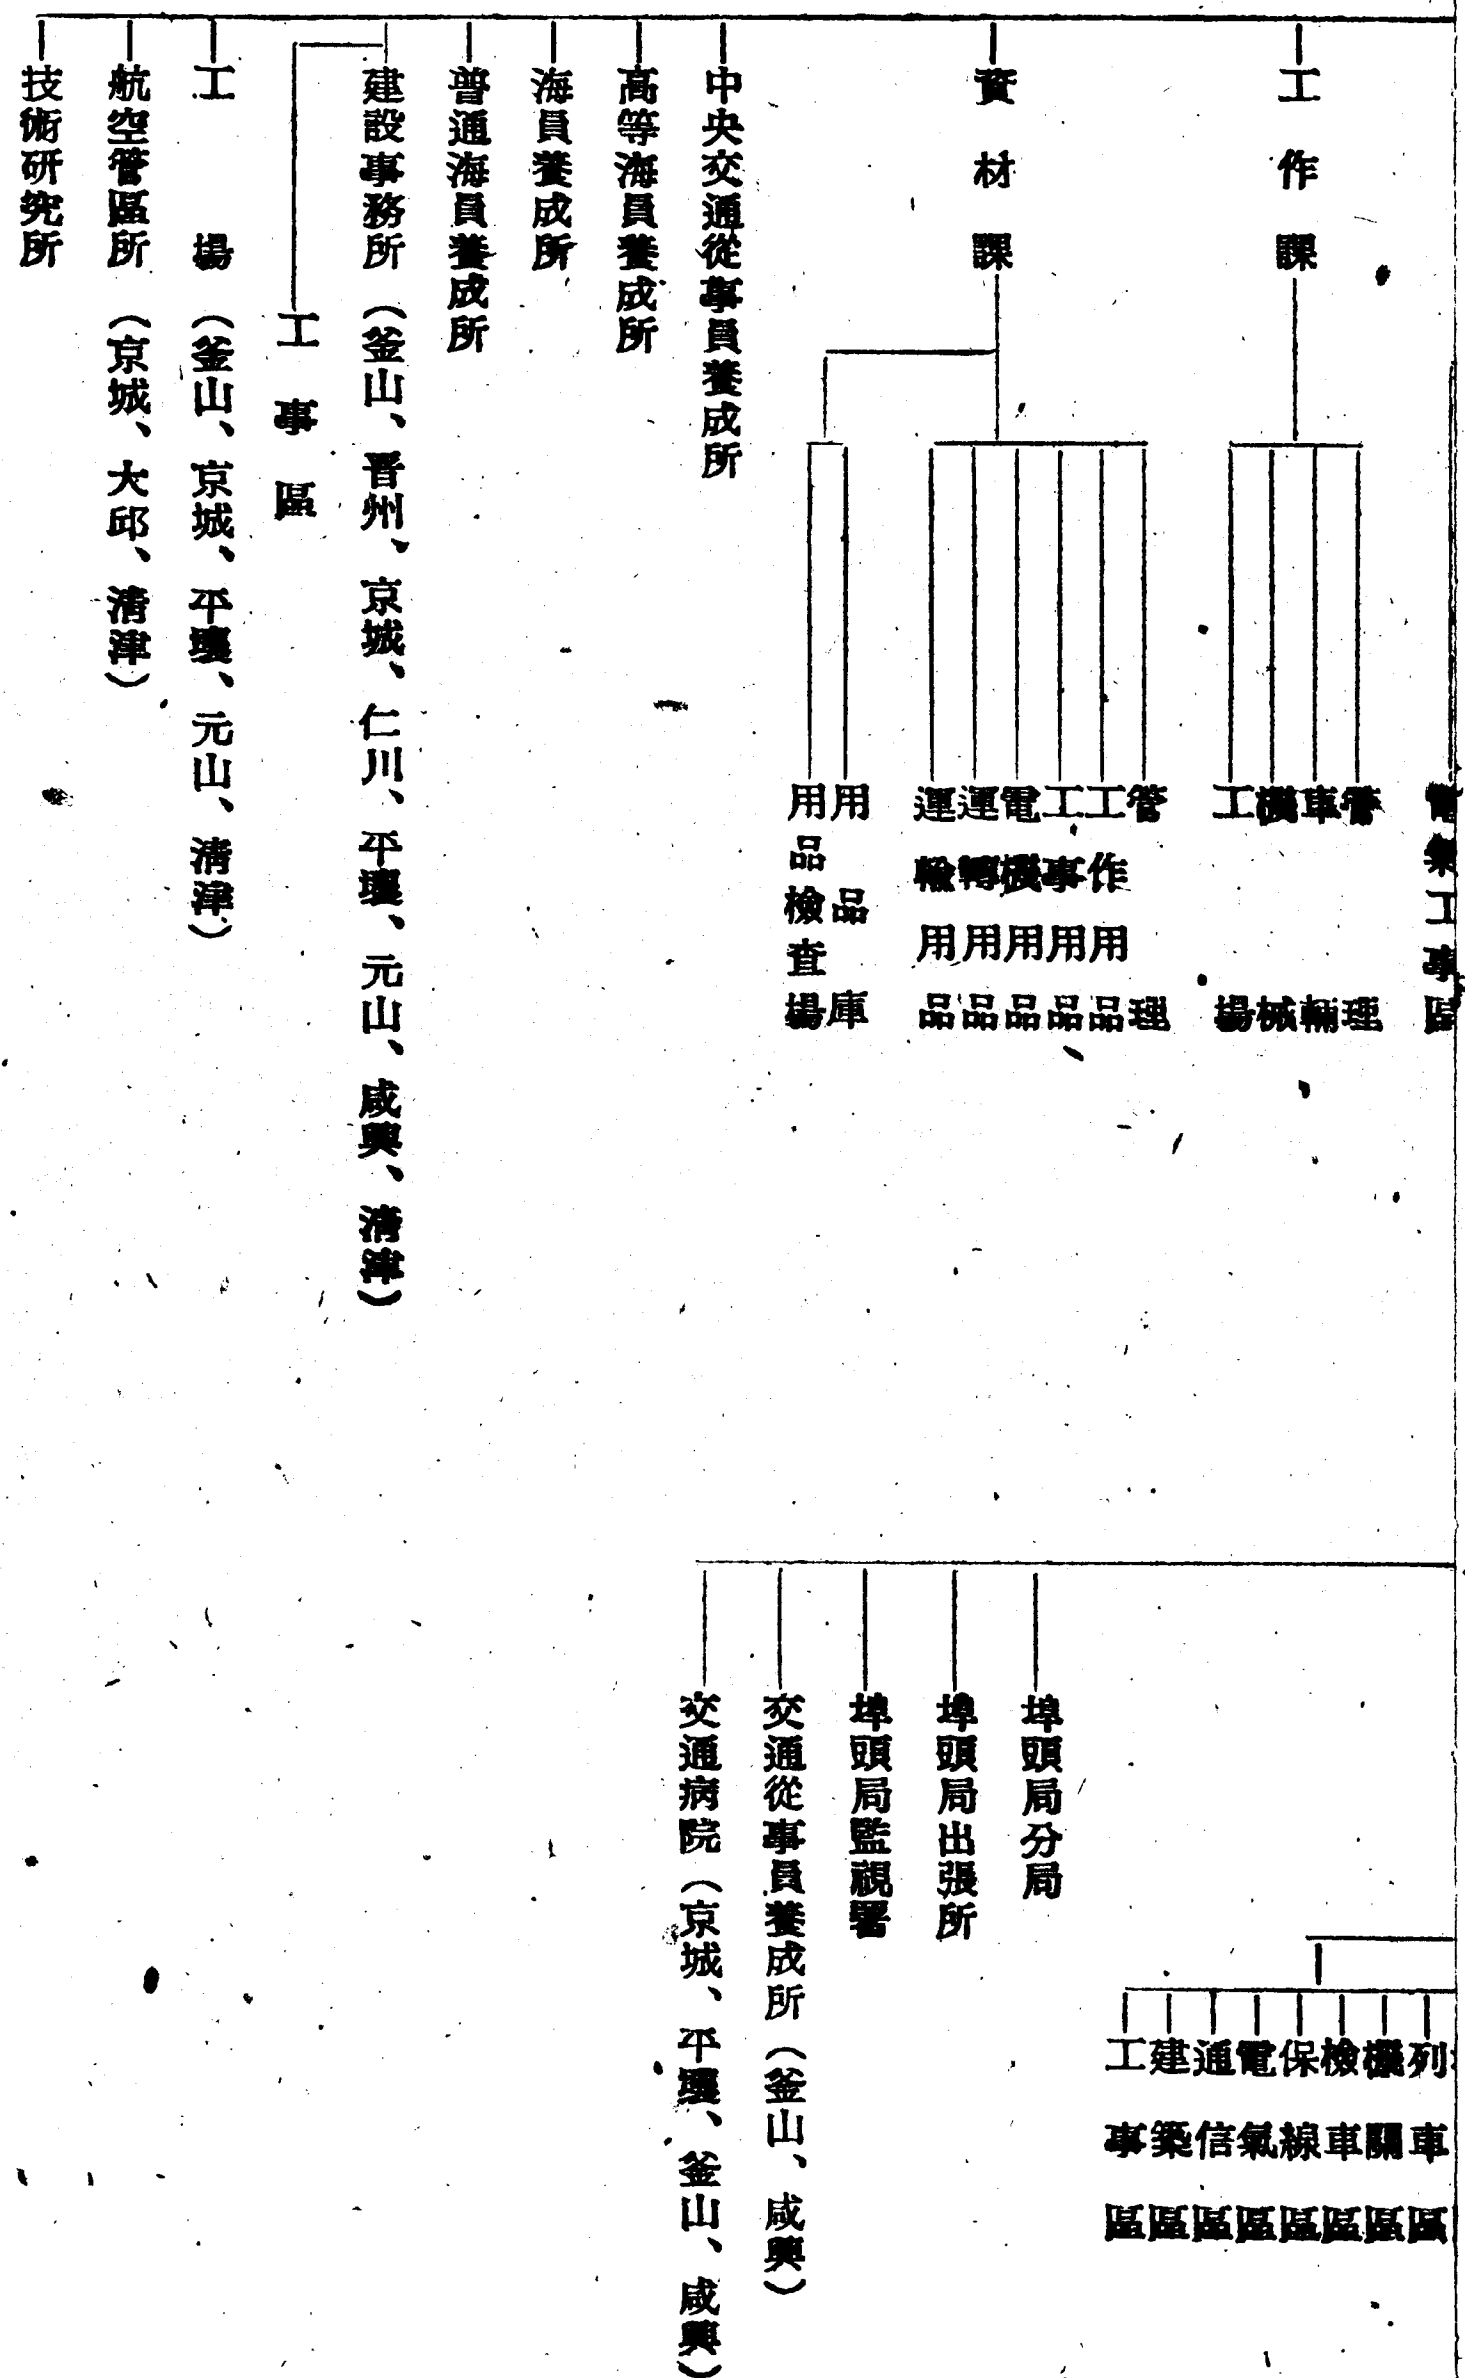 電氣工事區
工作課
管理
車輛
機械
工場
資材課
管理
工作用品
工事用品
電機用品
運轉用品
運輸用品
用品庫
用品檢查場
中央交通從事員養成所
高等海員養成所
海員養成所
普通海員養成所
建設事務所（釜山、晋州、京城、仁川、平壤、元山、咸興、清津）
工事區
工場（釜山、京城、平壤、元山、清津）
航空管區所（京城、大邱、清津）
技術研究所
列車區
機關區
檢車區
保線區
電氣區
通信區
建築區
工事區
埠頭局分局
埠頭局出張所
埠頭局監視署
交通從事員養成所（釜山、咸興）
交通病院（京城、平壤、釜山、咸興）